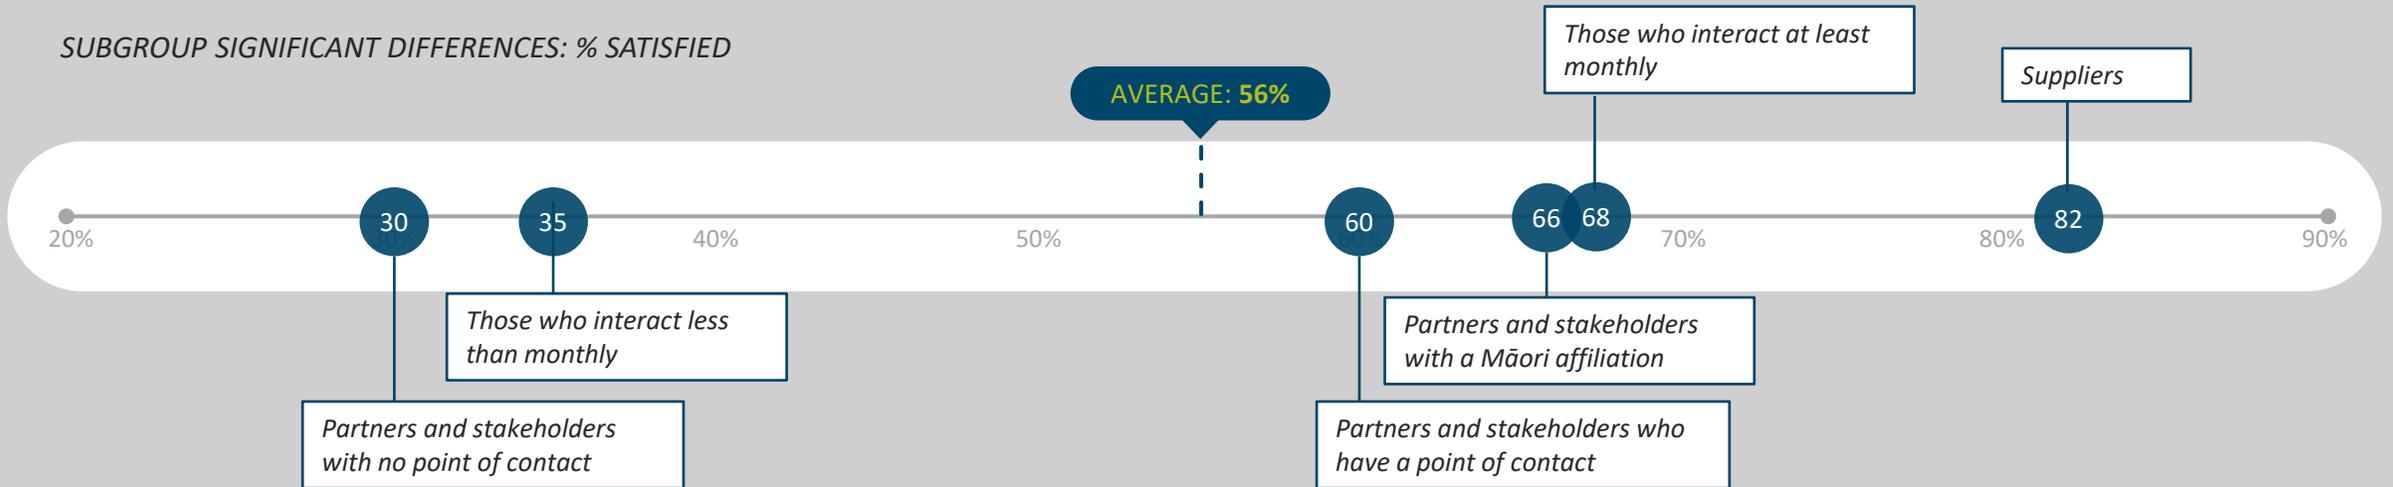 SUBGROUP SIGNIFICANT DIFFERENCES: % SATISFIED
AVERAGE: 56%
Those who interact at least
monthly
Suppliers
30
35
60
66
68
82
20%
30%
40%
50%
60%
70%
80%
90%
Those who interact less
than monthly
Partners and stakeholders
with a Māori affiliation
Partners and stakeholders
with no point of contact
Partners and stakeholders who
have a point of contact